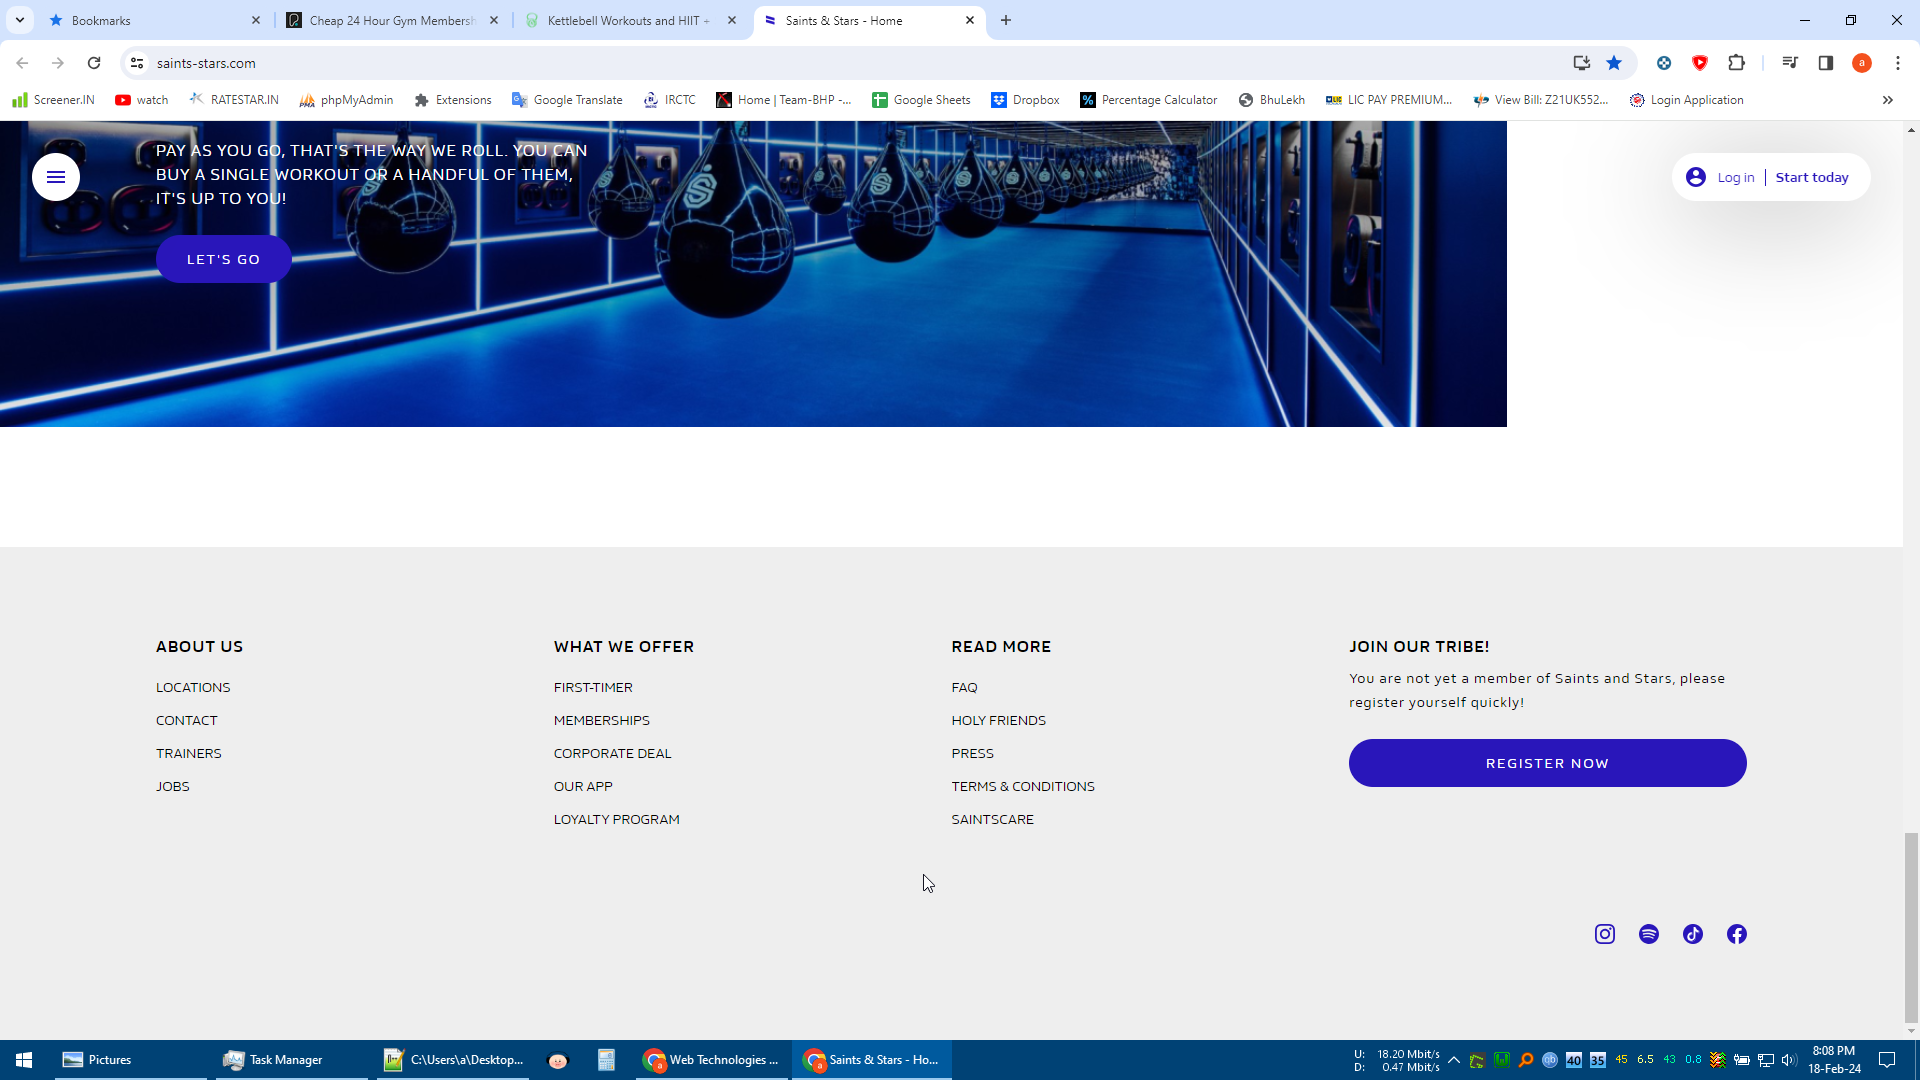 Bookmarks
Cheap 24 Hour Gym Membersh
Kettlebell Workouts and HIIT +
Saints & Stars - Home
saints-stars.com
a
Screener.IN
watch
RATESTAR.IN
phpMyAdmin
Extensions
Google Translate
IRCTC
Home | Team-BHP -...
Google Sheets
Dropbox
Percentage Calculator
BhuLekh
LIC PAY PREMIUM...
View Bill: Z21UK552...
Login Application
PAY AS YOU GO, THAT'S THE WAY WE ROLL. YOU CAN
BUY A SINGLE WORKOUT OR A HANDFUL OF THEM,
IT'S UP TO YOU!
Log in | Start today
LET'S GO
ABOUT US
LOCATIONS
CONTACT
TRAINERS
JOBS
WHAT WE OFFER
FIRST-TIMER
MEMBERSHIPS
CORPORATE DEAL
OUR APP
LOYALTY PROGRAM
READ MORE
FAQ
HOLY FRIENDS
PRESS
TERMS & CONDITIONS
SAINTSCARE
JOIN OUR TRIBE!
You are not yet a member of Saints and Stars, please
register yourself quickly!
REGISTER NOW
Pictures
Task Manager
C:\Users\a\Desktop...
Web Technologies ...
Saints & Stars - Ho...
U: 18.20 Mbit/s
D: 0.47 Mbit/s
40
35
45
6.5
43
0.8
8:08 PM
18-Feb-24